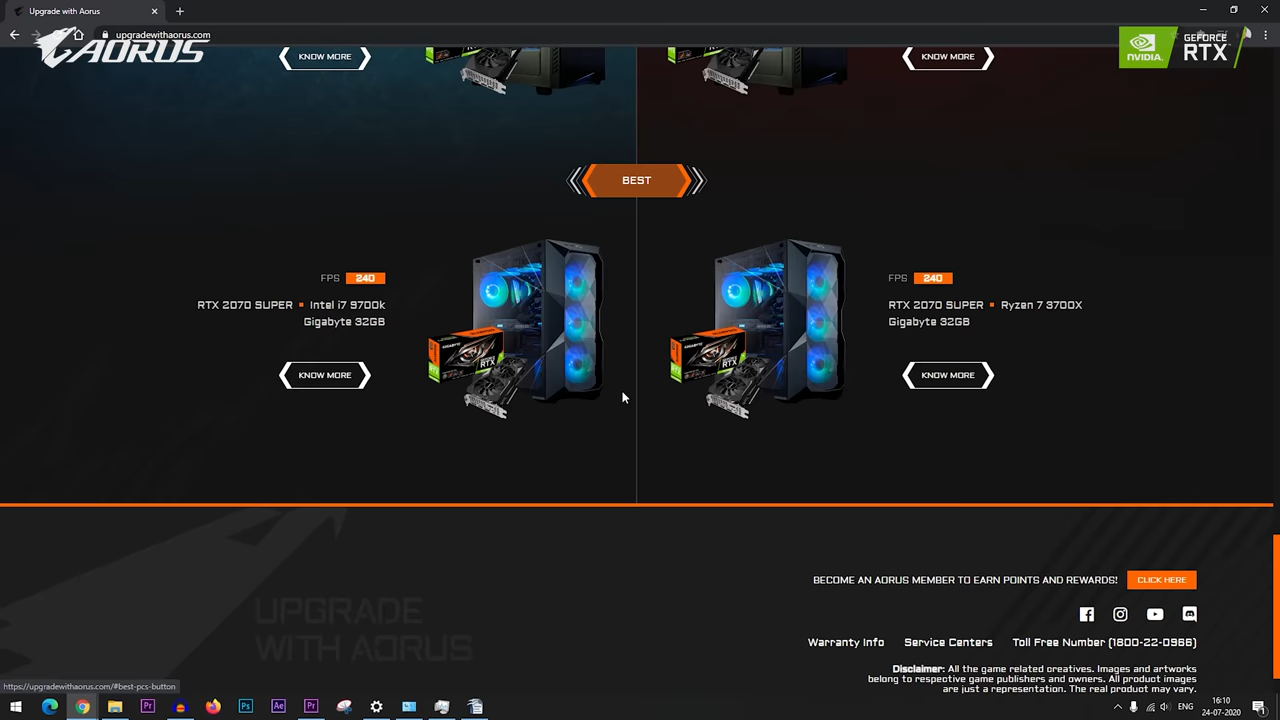 Upgrade with Aorus
upgradewithaorus.com
AORUS
NVIDIA.
GEFORCE
RTX
KNOW MORE
KNOW MORE
BEST
FPS 240
RTX 2070 SUPER ▪ Intel i7 9700k
Gigabyte 32GB
KNOW MORE
FPS 240
RTX 2070 SUPER ▪ Ryzen 7 3700X
Gigabyte 32GB
KNOW MORE
BECOME AN AORUS MEMBER TO EARN POINTS AND REWARDS! CLICK HERE
UPGRADE
WITH AORUS
Warranty Info Service Centers Toll Free Number (1800-22-0966)
Disclaimer: All the game related creatives. Images and artworks
belong to respeotive game publishers and owners. All product images
are just a representation. The real product may vary.
https://upgradewithaorus.com/#best-pcs-button
Pr
Ps
Ae
Pr
ENG
16:10
24-07-2020